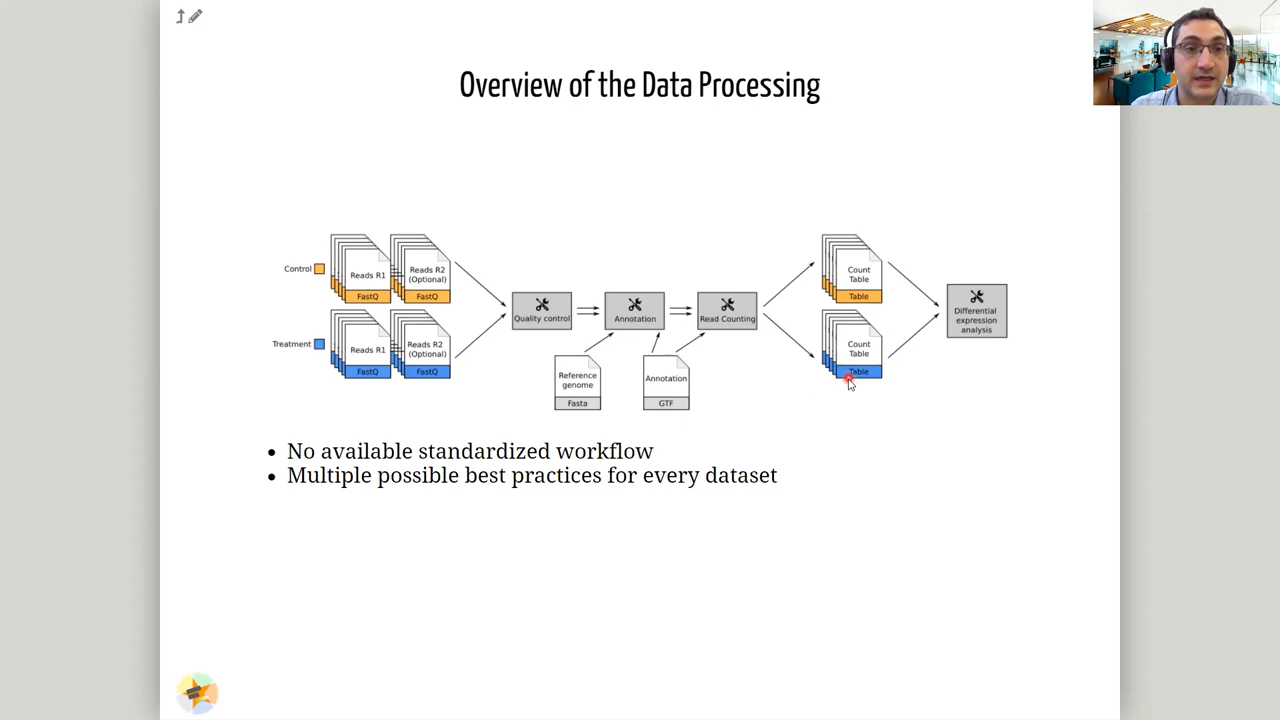 Overview of the Data Processing
Control
Reads R1
FastQ
Reads R2
(Optional)
FastQ
Treatment
Reads R1
FastQ
Reads R2
(Optional)
FastQ
Quality control
Annotation
Read Counting
Reference
genome
Fasta
Annotation
GTF
Count
Table
Table
Count
Table
Table
Differential
expression
analysis
• No available standardized workflow
• Multiple possible best practices for every dataset